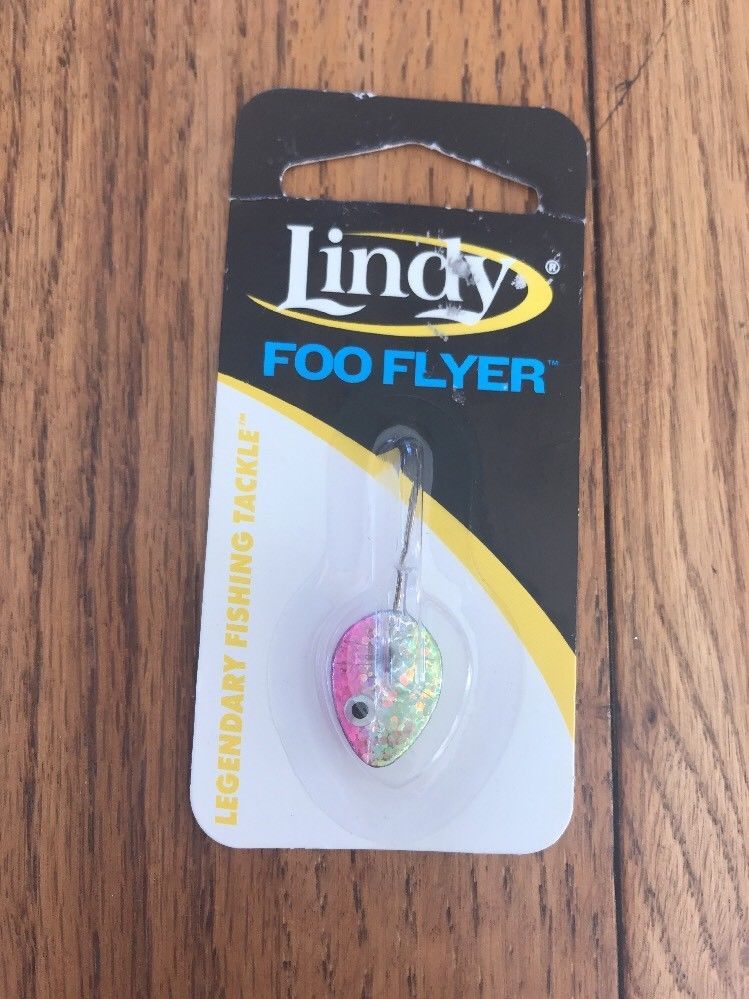 Lindy®
FOO FLYER™
LEGENDARY FISHING TACKLE™